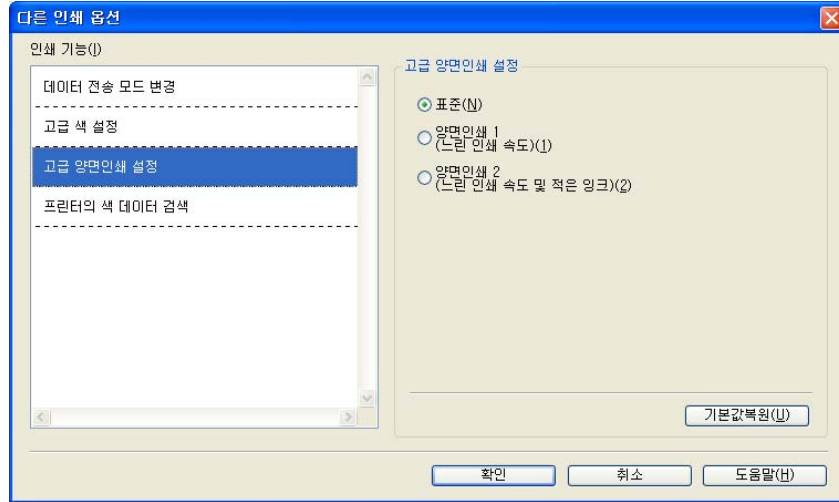 다른 인쇄 옵션
인쇄 기능(I)
데이터 전송 모드 변경
고급 색 설정
고급 양면인쇄 설정
프린터의 색 데이터 검색
고급 양면인쇄 설정
표준(N)
양면인쇄 1
(느린 인쇄 속도)(1)
양면인쇄 2
(느린 인쇄 속도 및 적은 잉크)(2)
기본값복원(U)
확인
취소
도움말(H)